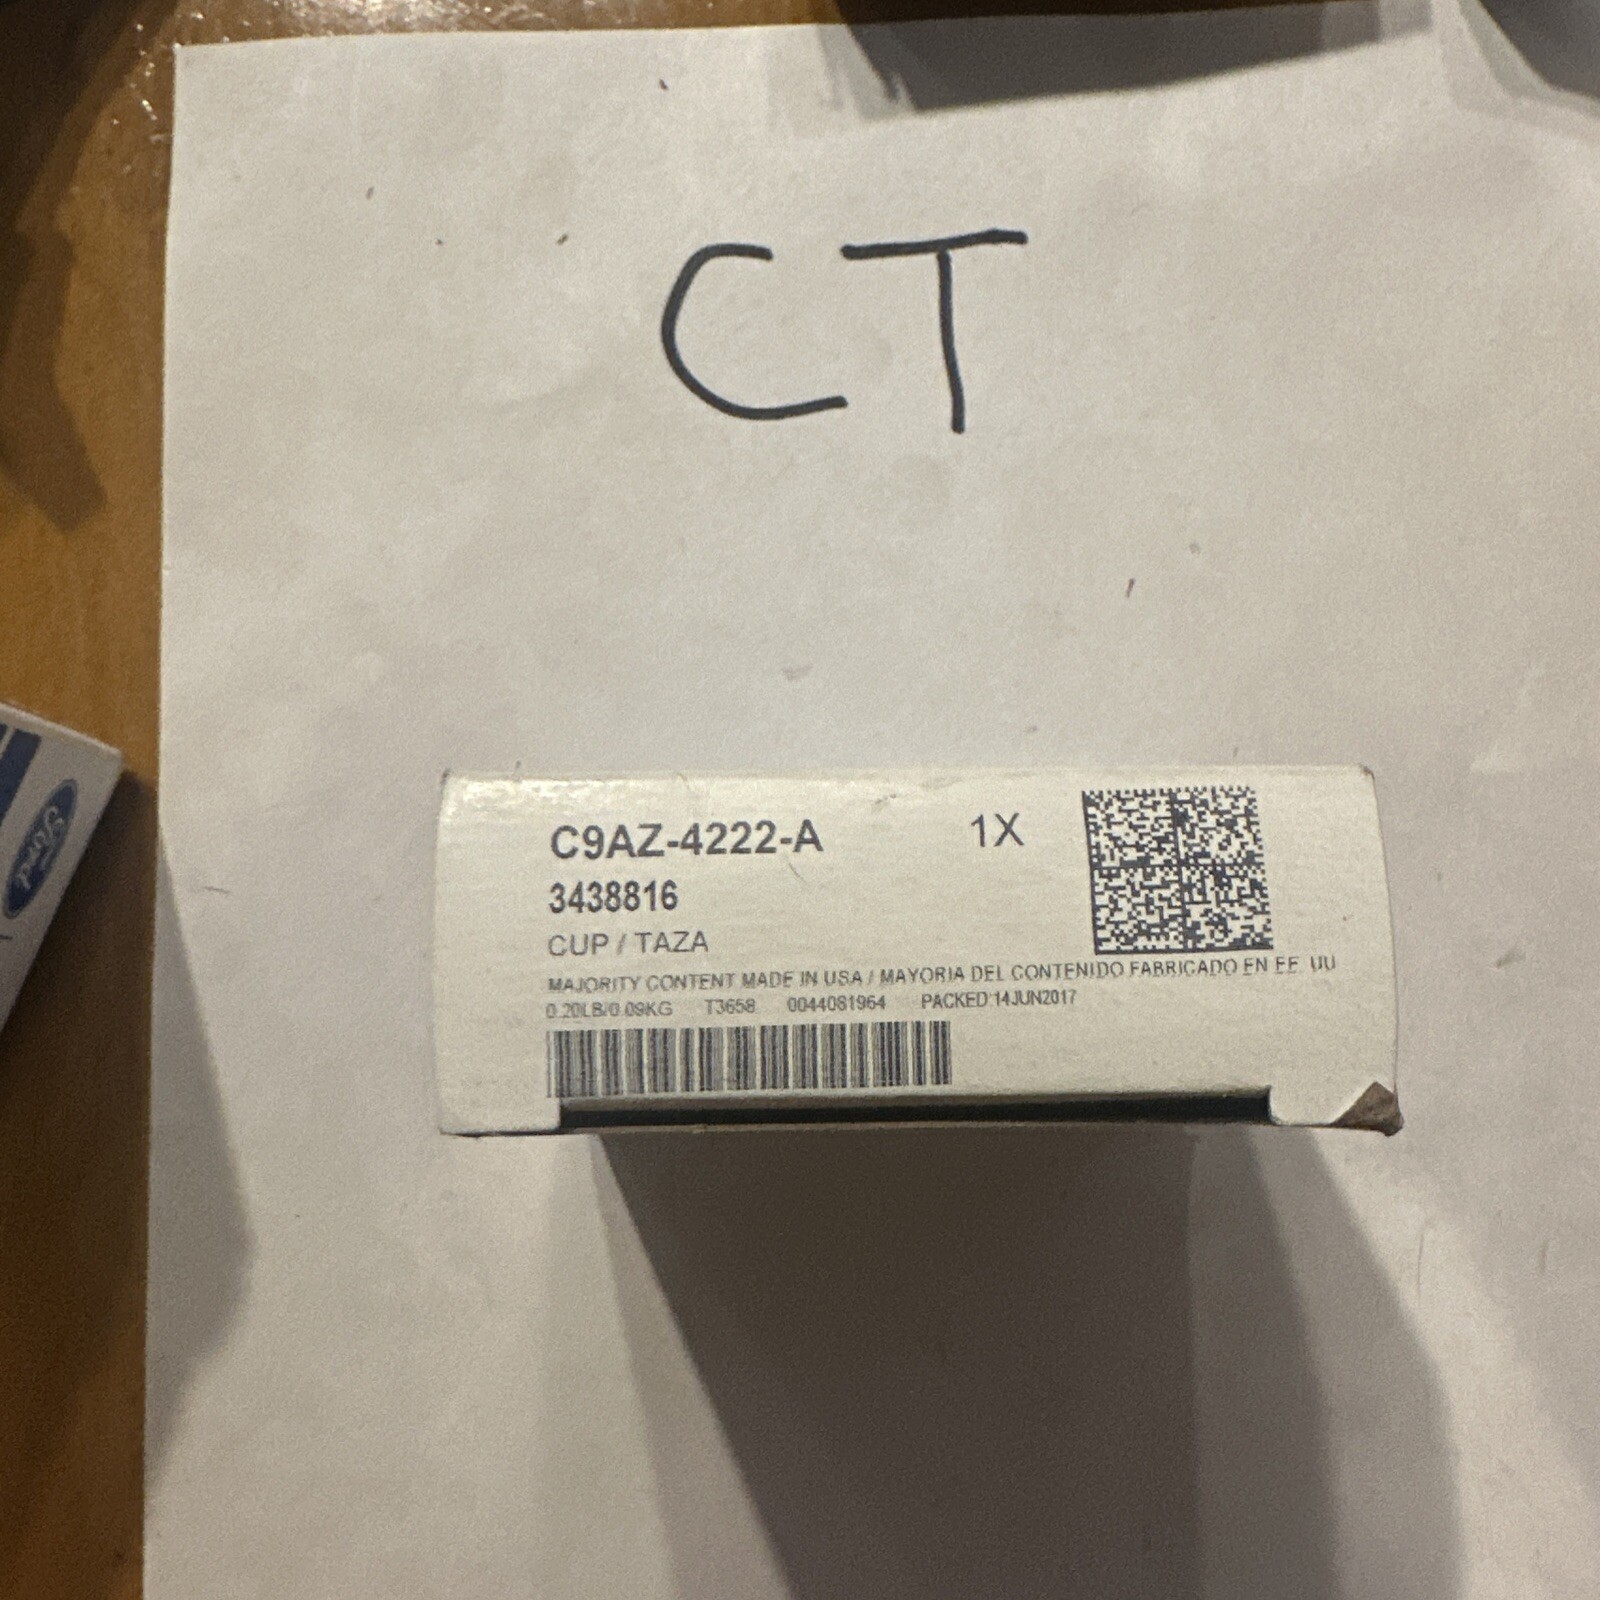 CT
C9AZ-4222-A 1X
3438816
CUP / TAZA
MAJORITY CONTENT MADE IN USA / MAYORIA DEL CONTENIDO FABRICADO EN EE. UU
0.20LB/0.09KG T3658 0044081964 PACKED:14JUN2017
Ford